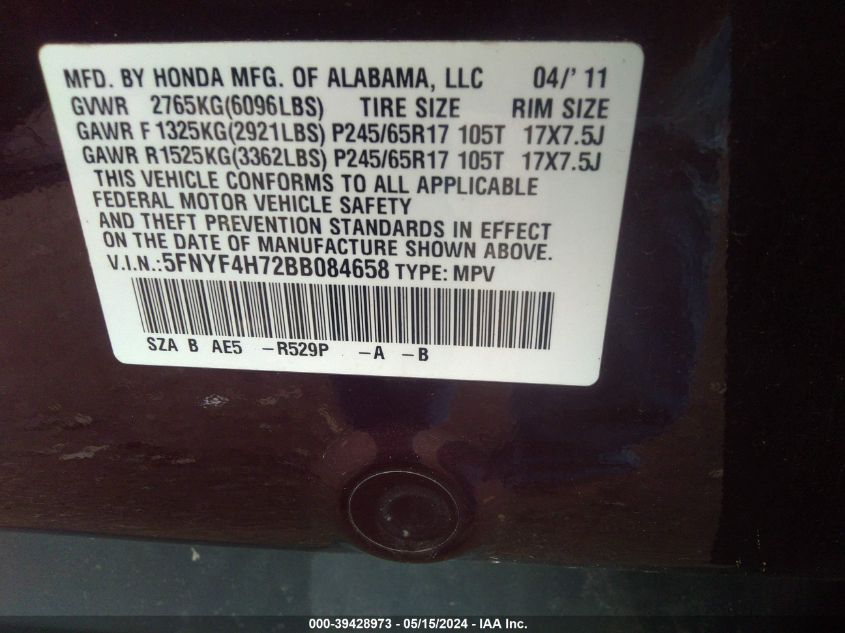 MFD. BY HONDA MFG. OF ALABAMA, LLC 04/' 11
GVWR 2765KG(6096LBS) TIRE SIZE RIM SIZE
GAWR F 1325KG(2921LBS) P245/65R17 105T 17X7.5J
GAWR R1525KG(3362LBS) P245/65R17 105T 17X7.5J
THIS VEHICLE CONFORMS TO ALL APPLICABLE
FEDERAL MOTOR VEHICLE SAFETY
AND THEFT PREVENTION STANDARDS IN EFFECT
ON THE DATE OF MANUFACTURE SHOWN ABOVE.
V.I.N.:5FNYF4H72BB084658 TYPE: MPV
SZA B AE5 -R529P -A -B
000-39428973 - 05/15/2024 - IAA Inc.